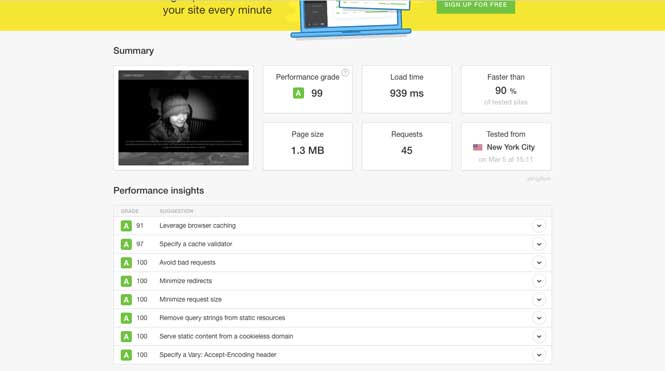 your site every minute
SIGN UP FOR FREE
Summary
Performance grade ?
A 99
Load time
939 ms
Faster than
90 %
of tested sites
Page size
1.3 MB
Requests
45
Tested from
New York City
on Mar 5 at 15:11
pingdom
Performance insights
GRADE SUGGESTION
A 91 Leverage browser caching
A 97 Specify a cache validator
A 100 Avoid bad requests
A 100 Minimize redirects
A 100 Minimize request size
A 100 Remove query strings from static resources
A 100 Serve static content from a cookieless domain
A 100 Specify a Vary: Accept-Encoding header